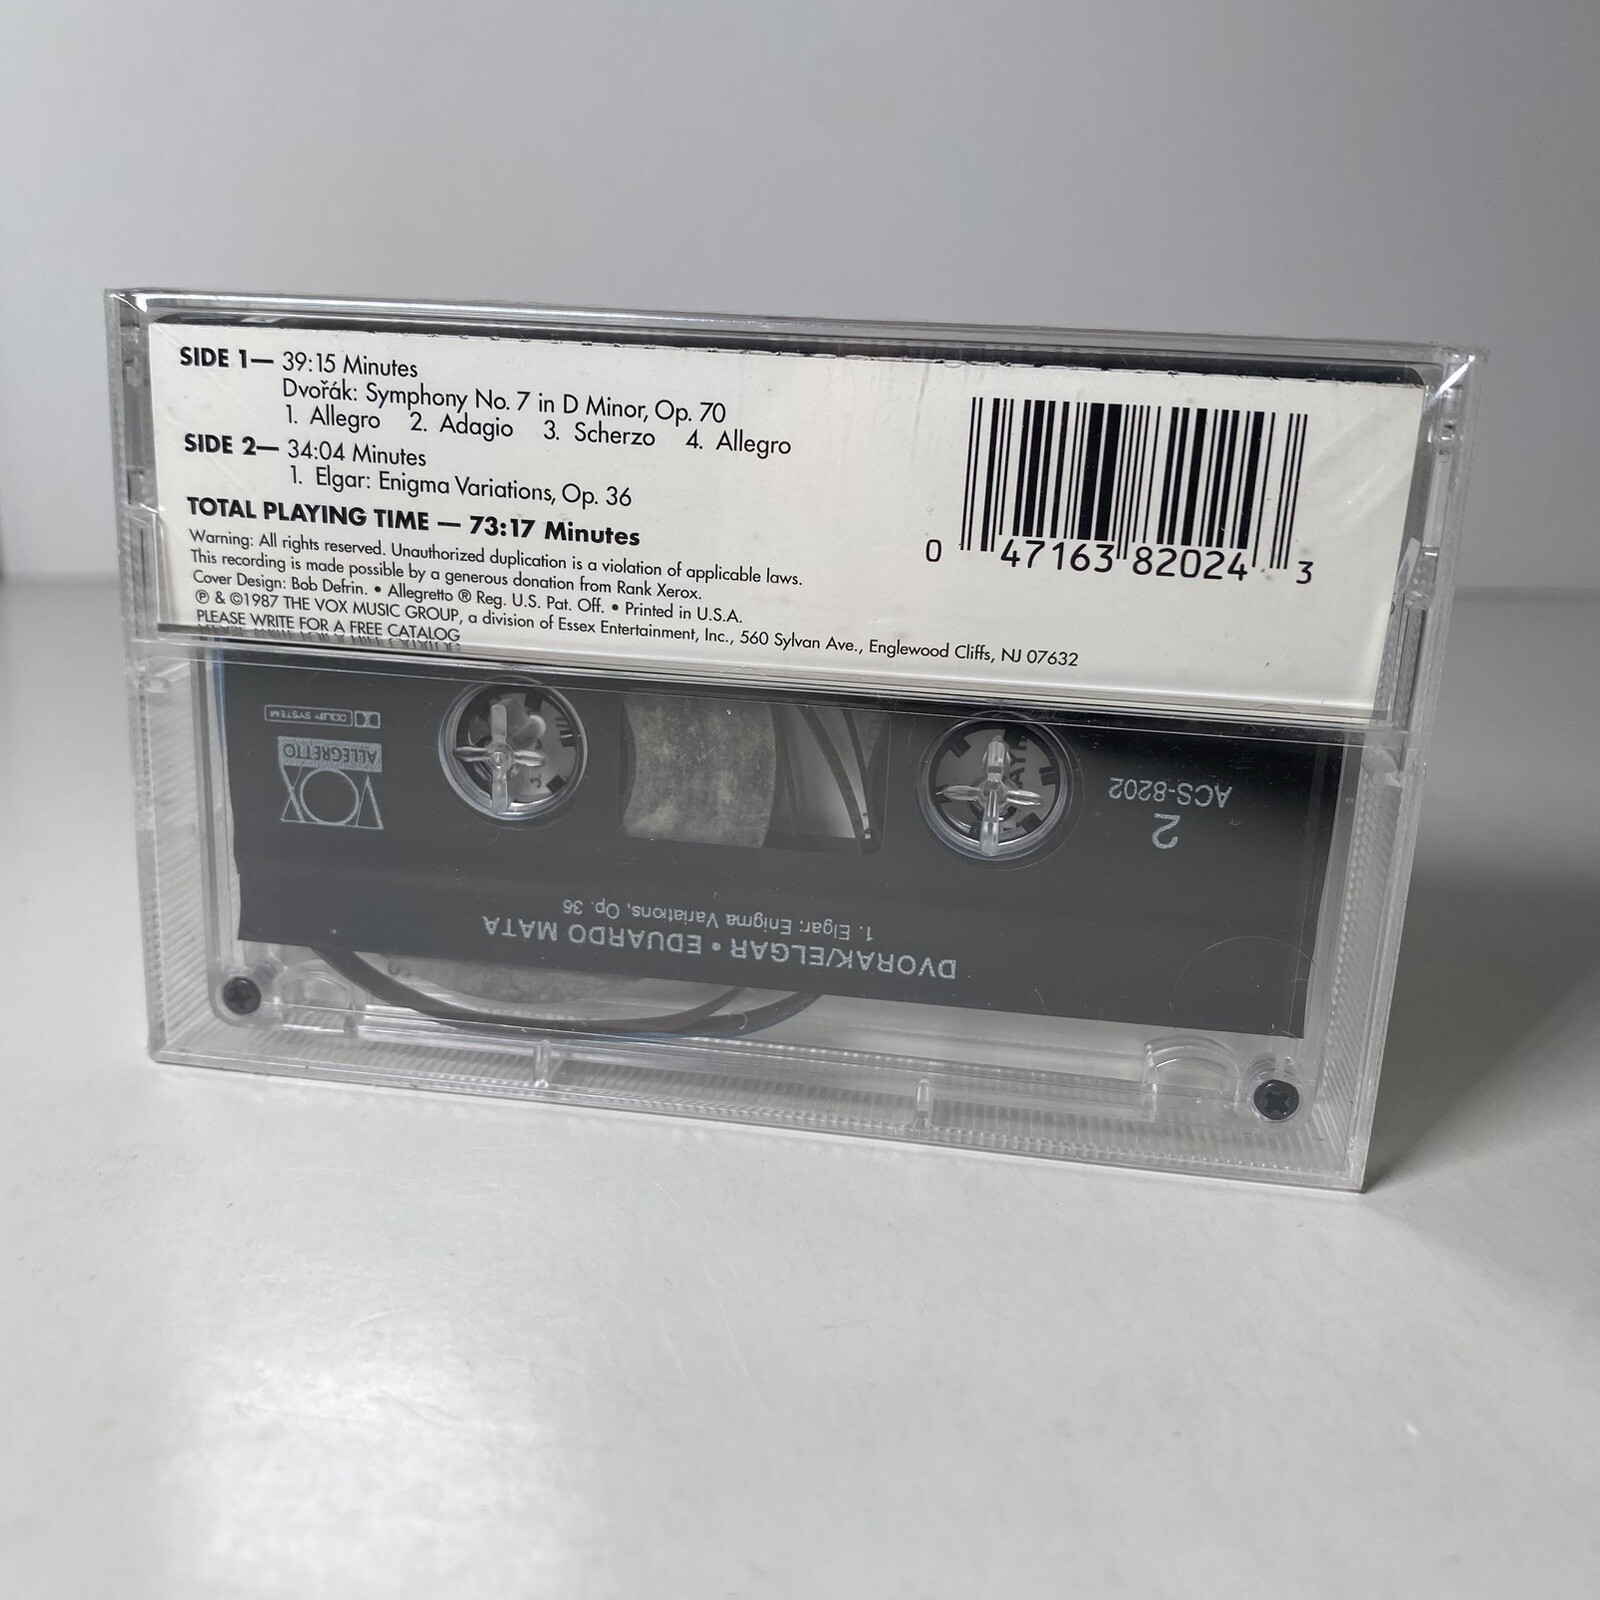 SIDE 1— 39:15 Minutes
Dvořák: Symphony No. 7 in D Minor, Op. 70
1. Allegro 2. Adagio 3. Scherzo 4. Allegro
SIDE 2— 34:04 Minutes
1. Elgar: Enigma Variations, Op. 36
TOTAL PLAYING TIME — 73:17 Minutes
Warning: All rights reserved. Unauthorized duplication is a violation of applicable laws.
This recording is made possible by a generous donation from Rank Xerox.
Cover Design: Bob Defrin. • Allegretto ® Reg. U.S. Pat. Off. • Printed in U.S.A.
℗ & ©1987 THE VOX MUSIC GROUP, a division of Essex Entertainment, Inc., 560 Sylvan Ave., Englewood Cliffs, NJ 07632
PLEASE WRITE FOR A FREE CATALOG
0 47163 82024 3
DOLBY SYSTEM
ALLEGRETTO
VOX
ACS-8202
2
1. Elgar: Enigma Variations, Op. 36
DVORAK/ELGAR • EDUARDO MATA